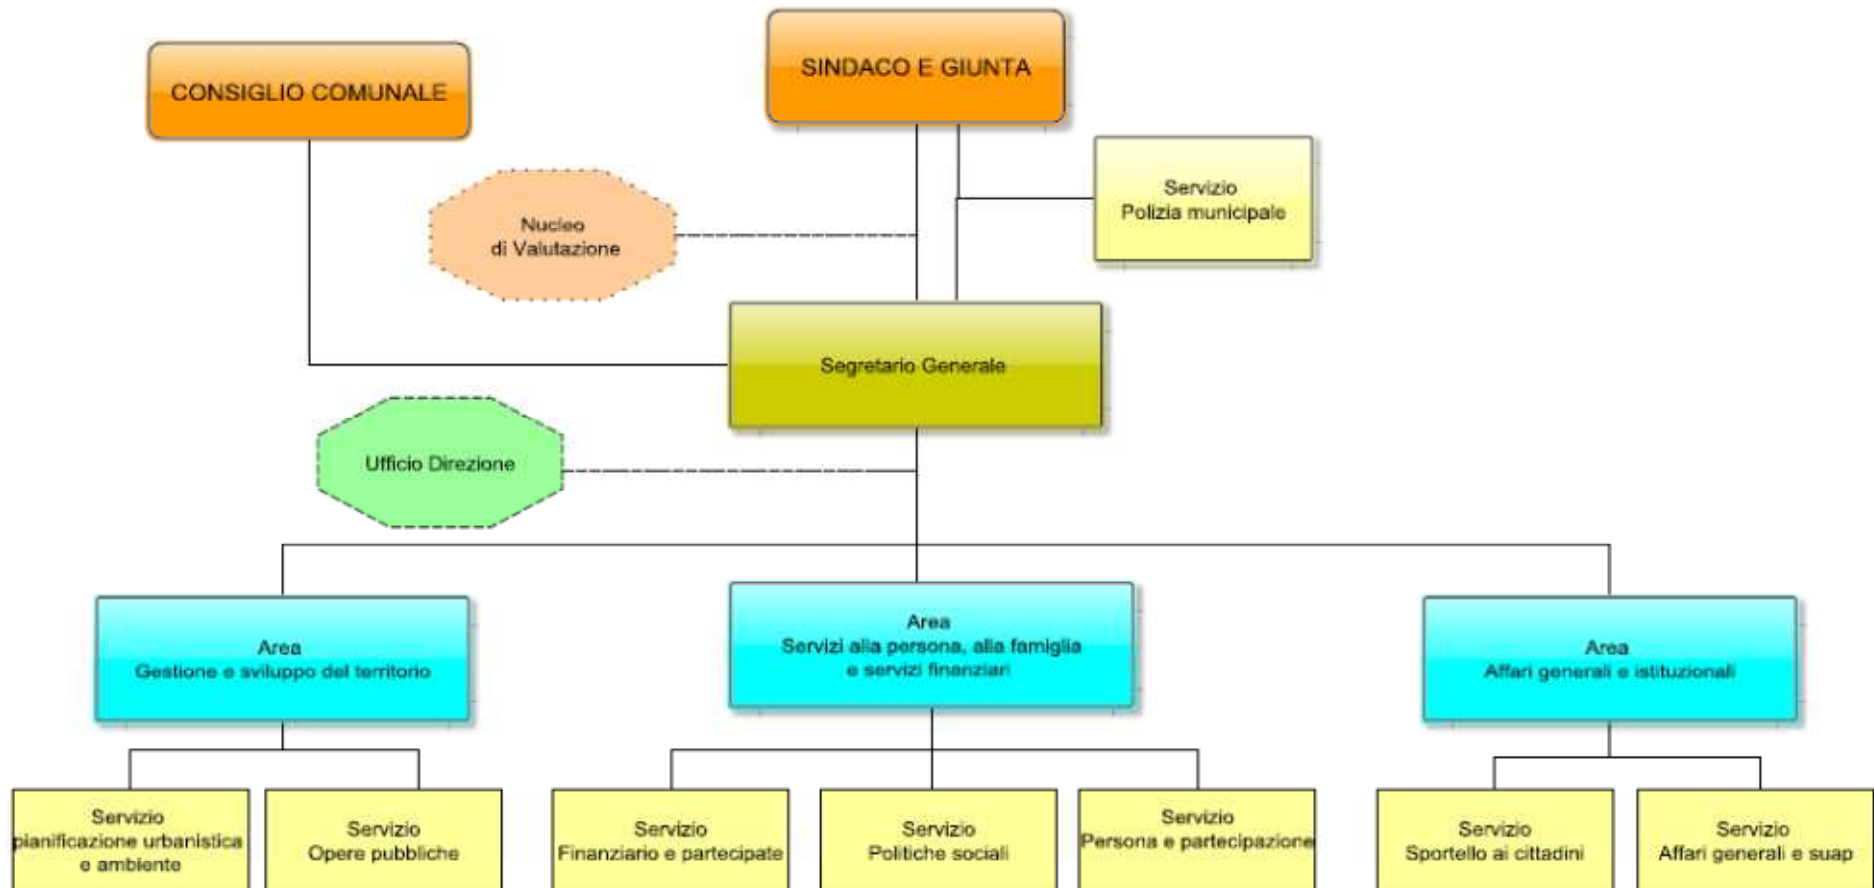 SINDACO E GIUNTA
CONSIGLIO COMUNALE
Servizio
Polizia municipale
Nucleo
di Valutazione
Segretario Generale
Ufficio Direzione
Area
Gestione e sviluppo del territorio
Area
Servizi alla persona, alla famiglia
e servizi finanziari
Area
Affari generali e istituzionali
Servizio
pianificazione urbanistica
e ambiente
Servizio
Opere pubbliche
Servizio
Finanziario e partecipate
Servizio
Politiche sociali
Servizio
Persona e partecipazione
Servizio
Sportello ai cittadini
Servizio
Affari generali e suap